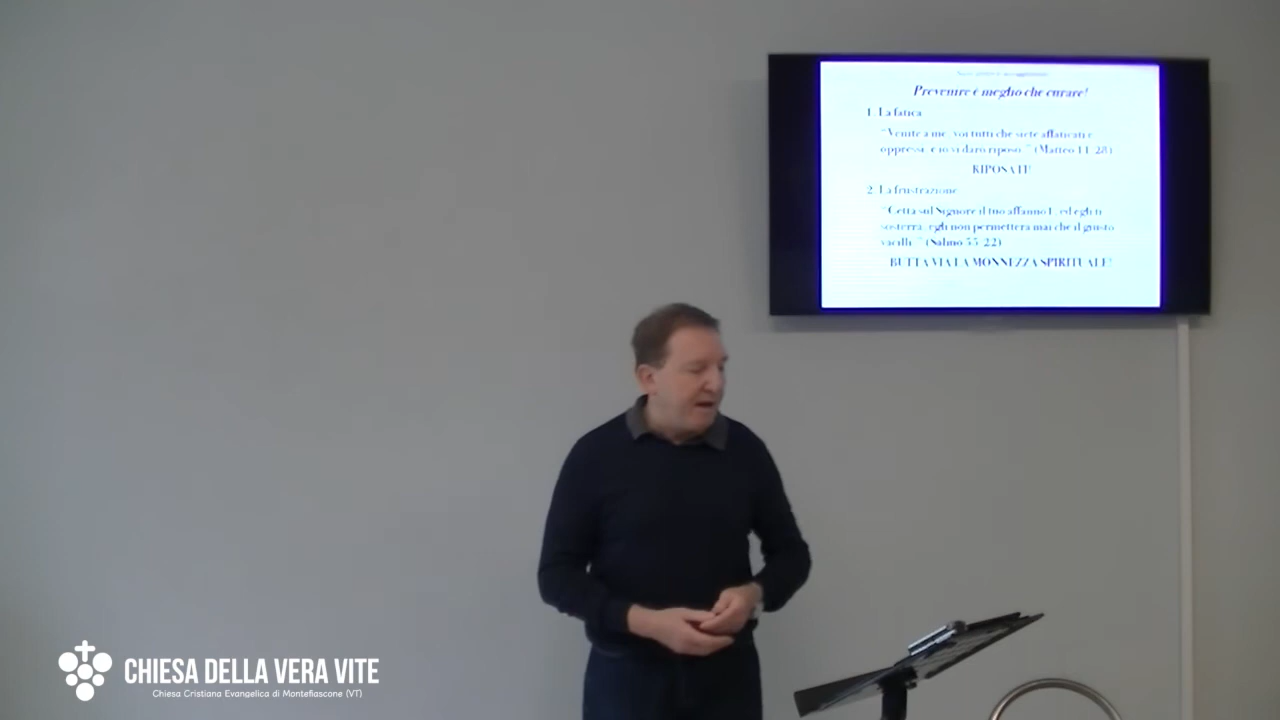 Prevenire è meglio che curare!
1. La fatica
“Venite a me, voi tutti che siete affaticati e
oppressi, e io vi darò riposo.” (Matteo 11:28)
RIPOSATI!
2. La frustrazione
“Getta sul Signore il tuo affanno, ed egli ti
sosterrà; egli non permetterà mai che il giusto
vacilli.” (Salmo 55:22)
BUTTA VIA LA MONNEZZA SPIRITUALE!
CHIESA DELLA VERA VITE
Chiesa Cristiana Evangelica di Montefiascone (VT)